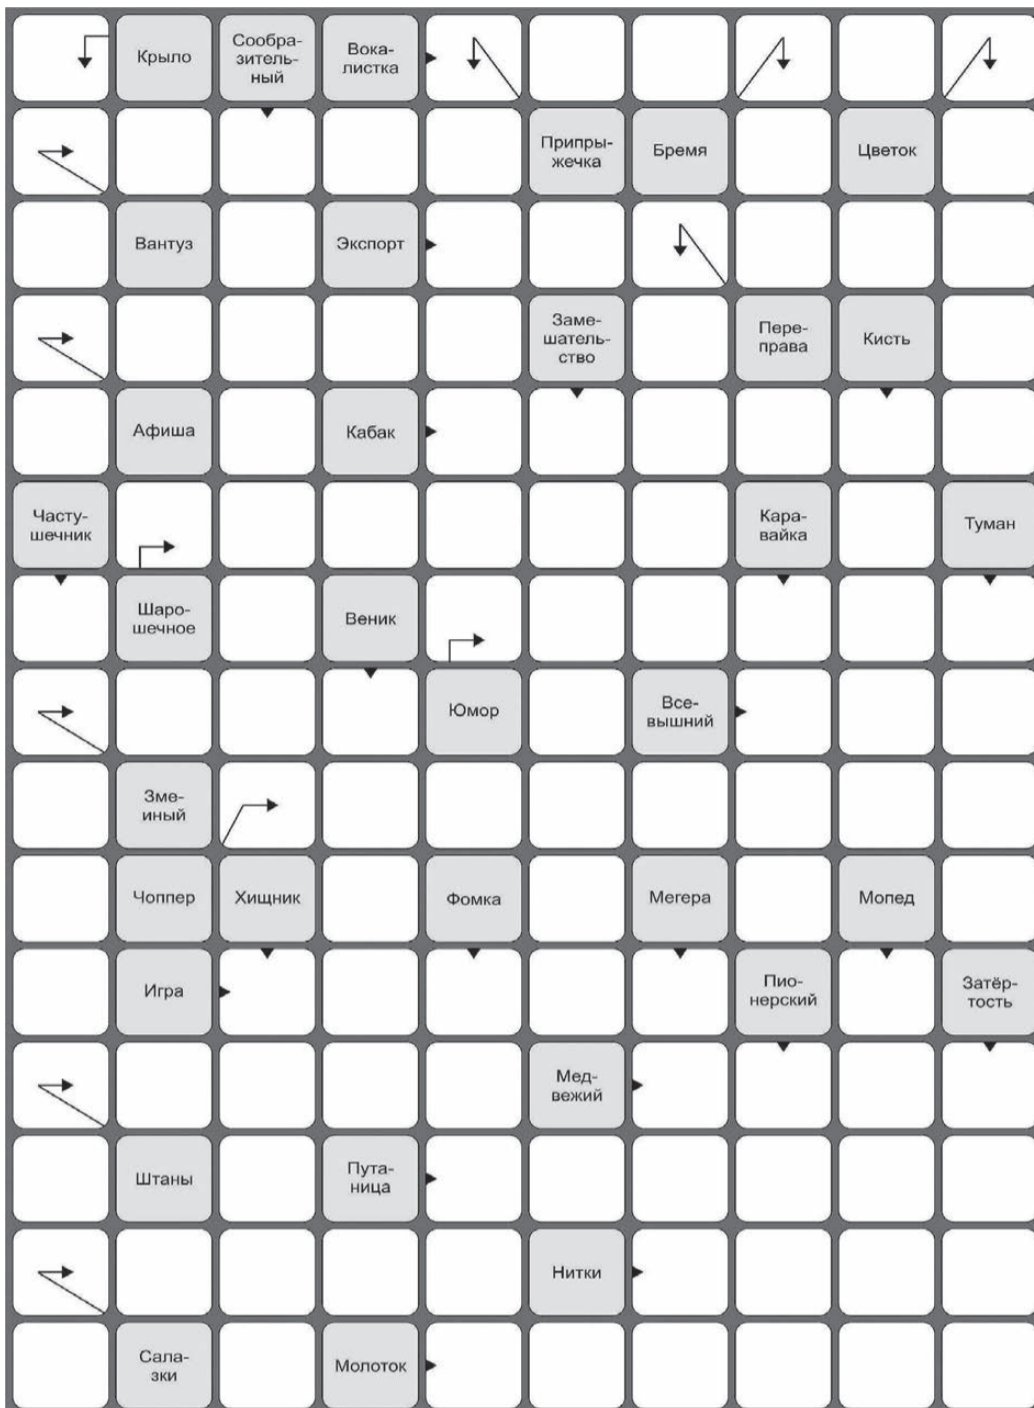 Крыло
Сообра-
зитель-
ный
Вока-
листка
Припры-
жечка
Бремя
Цветок
Вантуз
Экспорт
Заме-
шатель-
ство
Пере-
права
Кисть
Афиша
Кабак
Часту-
шечник
Кара-
вайка
Туман
Шаро-
шечное
Веник
Юмор
Все-
вышний
Зме-
иный
Чоппер
Хищник
Фомка
Мегера
Мопед
Игра
Пио-
нерский
Затёр-
тость
Мед-
вежий
Штаны
Пута-
ница
Нитки
Сала-
зки
Молоток